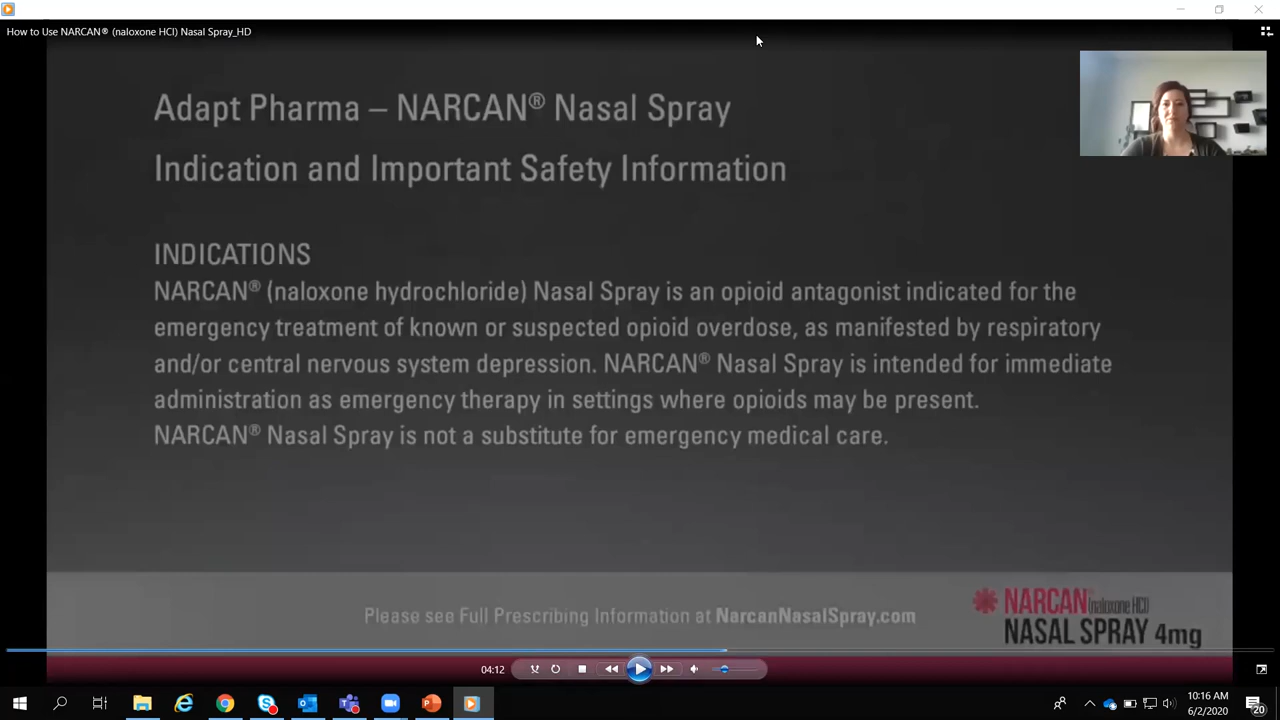 How to Use NARCAN® (naloxone HCl) Nasal Spray_HD
Adapt Pharma – NARCAN® Nasal Spray
Indication and Important Safety Information
INDICATIONS
NARCAN® (naloxone hydrochloride) Nasal Spray is an opioid antagonist indicated for the
emergency treatment of known or suspected opioid overdose, as manifested by respiratory
and/or central nervous system depression. NARCAN® Nasal Spray is intended for immediate
administration as emergency therapy in settings where opioids may be present.
NARCAN® Nasal Spray is not a substitute for emergency medical care.
Please see Full Prescribing Information at NarcanNasalSpray.com
NARCAN® (naloxone HCl)
NASAL SPRAY 4mg
04:12
10:16 AM
6/2/2020
20